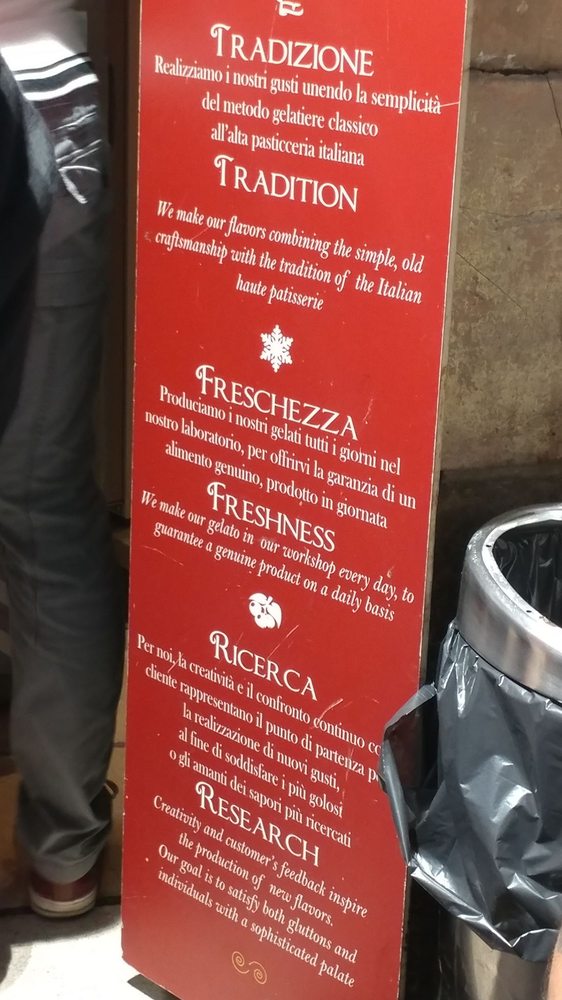 TRADIZIONE
Realizziamo i nostri gusti unendo la semplicità
del metodo gelatiere classico
all'alta pasticceria italiana
TRADITION
We make our flavors combining the simple, old
craftsmanship with the tradition of the Italian
haute patisserie
FRESCHEZZA
Produciamo i nostri gelati tutti i giorni nel
nostro laboratorio, per offrirvi la garanzia di un
alimento genuino, prodotto in giornata
FRESHNESS
We make our gelato in our workshop every day, to
guarantee a genuine product on a daily basis
RICERCA
Per noi, la creatività e il confronto continuo
cliente rappresentano il punto di partenza
la realizzazione di nuovi gusti,
al fine di soddisfare i più golosi
o gli amanti dei sapori più ricercati
RESEARCH
Creativity and customer's feedback inspire
the production of new flavors.
Our goal is to satisfy both gluttons and
individuals with a sophisticated palate